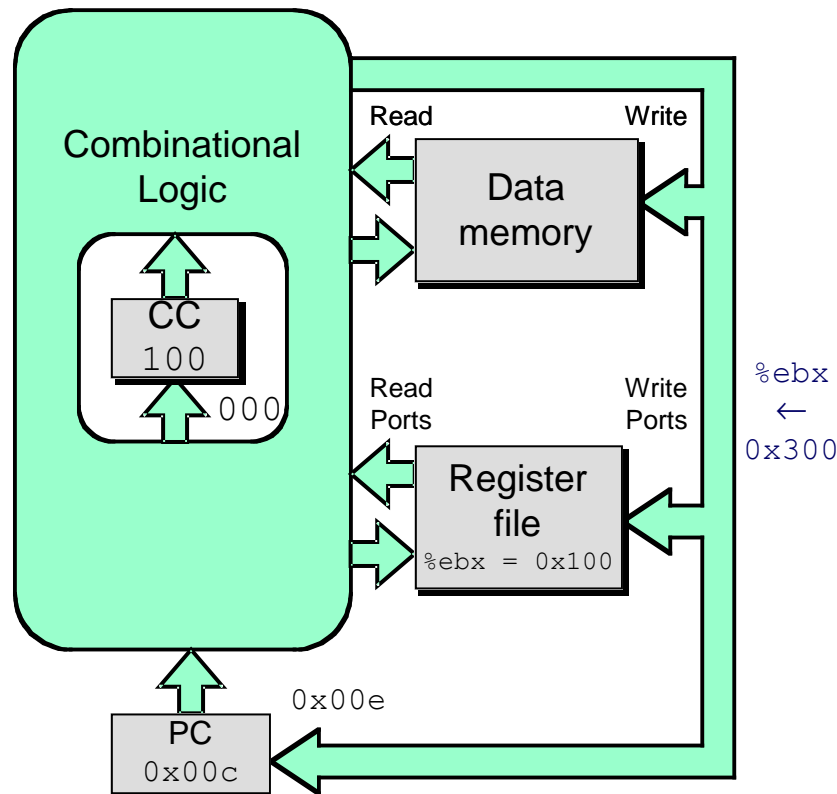 Combinational
Logic
CC
100
000
Read
Write
Data
memory
Read
Ports
Write
Ports
Register
file
%ebx = 0x100
%ebx
←
0x300
0x00e
PC
0x00c